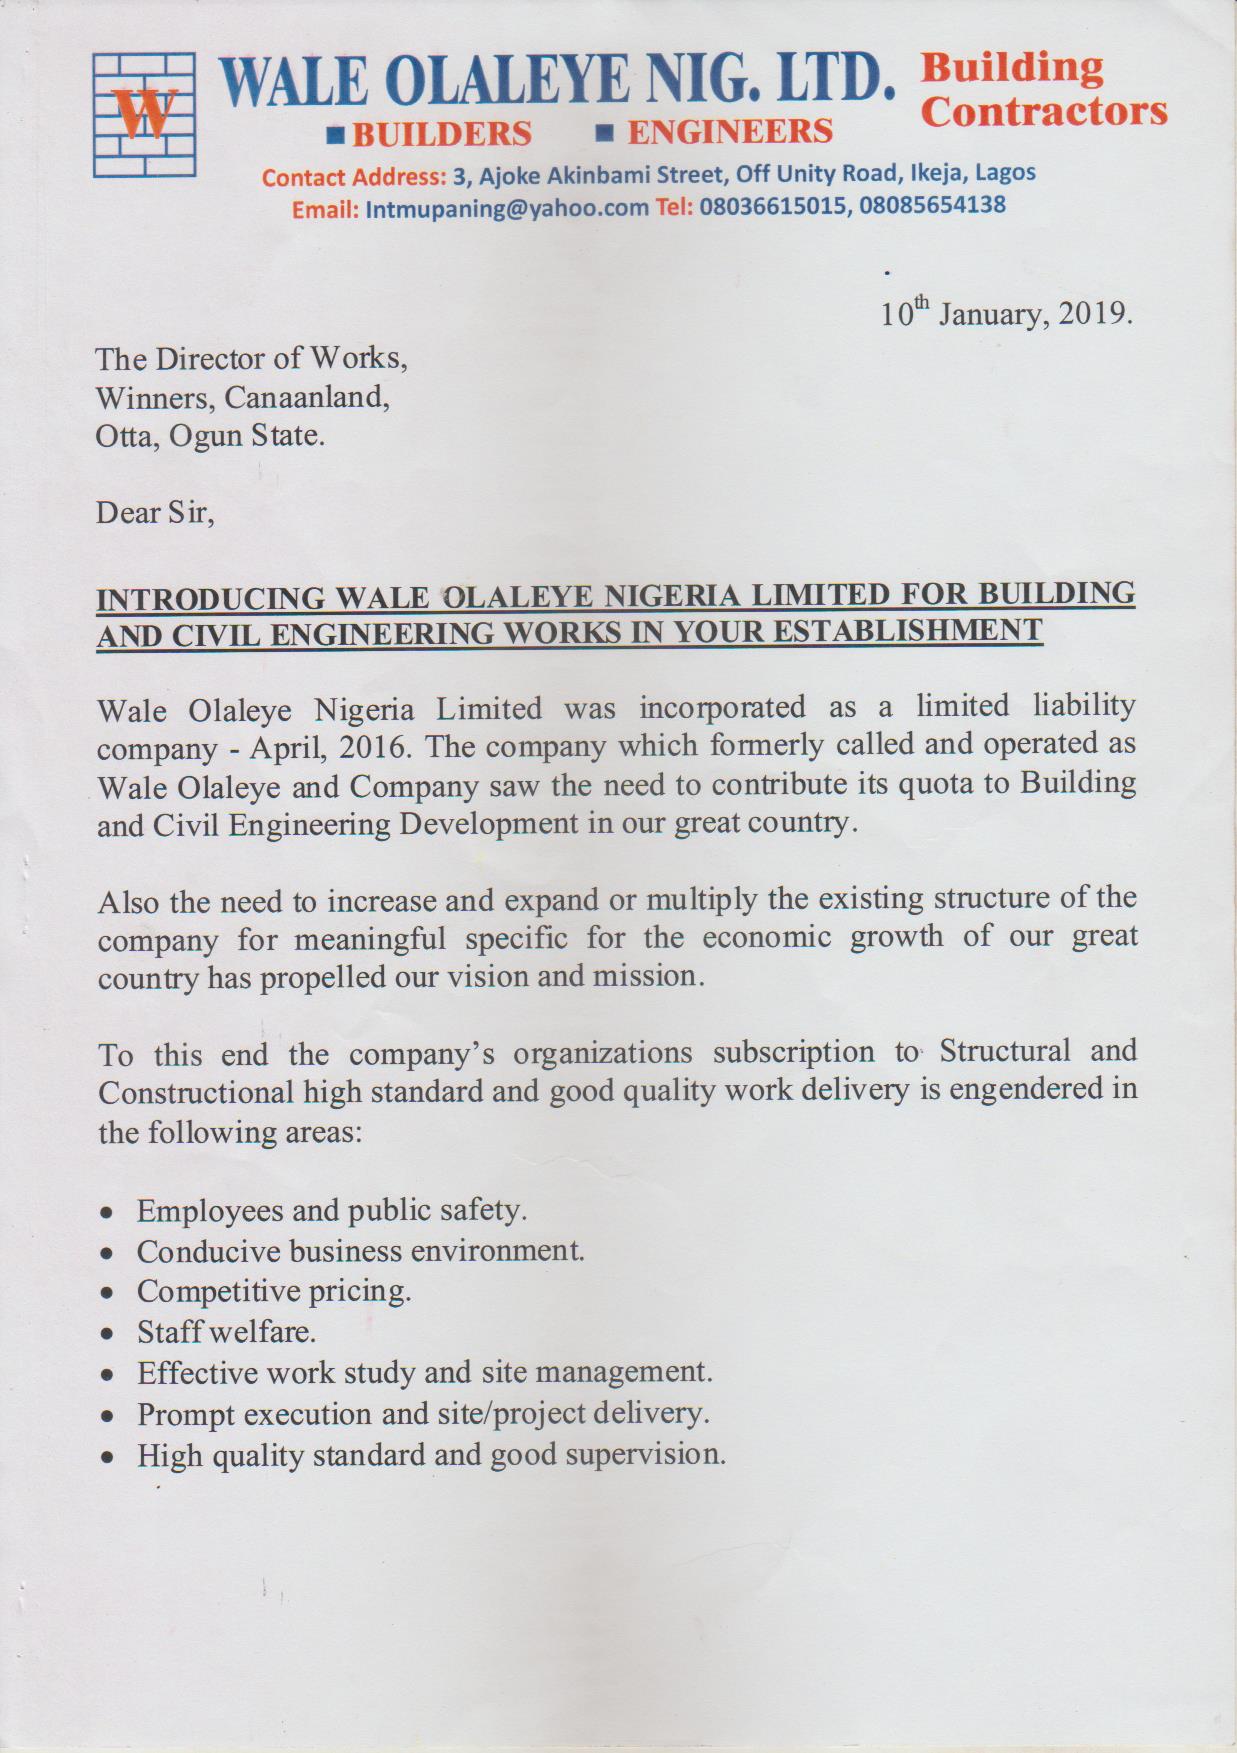 W
WALE OLALEYE NIG. LTD.
Building
Contractors
BUILDERS ENGINEERS
Contact Address: 3, Ajoke Akinbami Street, Off Unity Road, Ikeja, Lagos
Email: Intmupaning@yahoo.com Tel: 08036615015, 08085654138
10th January, 2019.
The Director of Works,
Winners, Canaanland,
Otta, Ogun State.
Dear Sir,
INTRODUCING WALE OLALEYE NIGERIA LIMITED FOR BUILDING
AND CIVIL ENGINEERING WORKS IN YOUR ESTABLISHMENT
Wale Olaleye Nigeria Limited was incorporated as a limited liability
company - April, 2016. The company which formerly called and operated as
Wale Olaleye and Company saw the need to contribute its quota to Building
and Civil Engineering Development in our great country.
Also the need to increase and expand or multiply the existing structure of the
company for meaningful specific for the economic growth of our great
country has propelled our vision and mission.
To this end the company's organizations subscription to Structural and
Constructional high standard and good quality work delivery is engendered in
the following areas:
• Employees and public safety.
• Conducive business environment.
• Competitive pricing.
• Staff welfare.
• Effective work study and site management.
• Prompt execution and site/project delivery.
• High quality standard and good supervision.